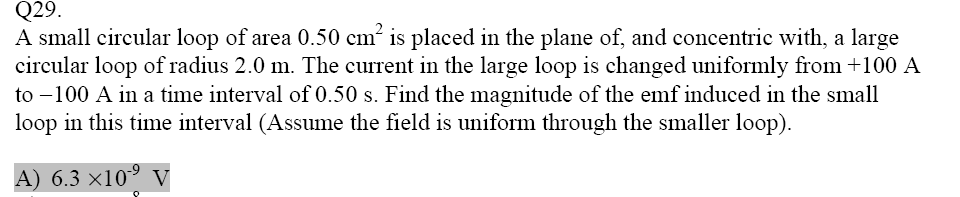 Q29.
A small circular loop of area 0.50 cm² is placed in the plane of, and concentric with, a large
circular loop of radius 2.0 m. The current in the large loop is changed uniformly from +100 A
to −100 A in a time interval of 0.50 s. Find the magnitude of the emf induced in the small
loop in this time interval (Assume the field is uniform through the smaller loop).
A) 6.3 ×10⁻⁹ V